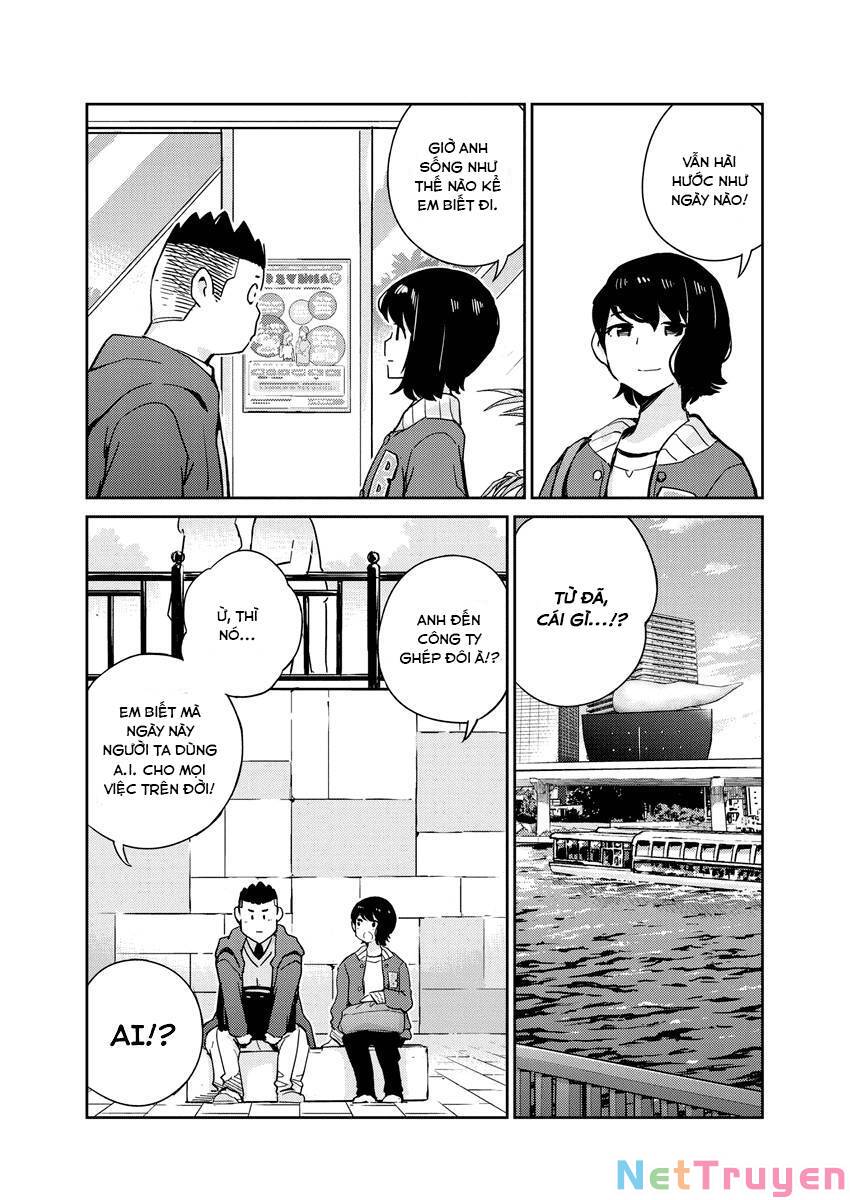 VẪN HÀI
HƯỚC NHƯ
NGÀY NÀO!
GIỜ ANH
SỐNG NHƯ
THẾ NÀO KỂ
EM BIẾT ĐI.
TỪ ĐÃ,
CÁI GÌ...!?
ANH ĐẾN
CÔNG TY
GHÉP ĐÔI À!?
Ừ, THÌ
NÓ...
EM BIẾT MÀ
NGÀY NÀY
NGƯỜI TA DÙNG
A.I. CHO MỌI
VIỆC TRÊN ĐỜI!
AI!?
B
NetTruyen